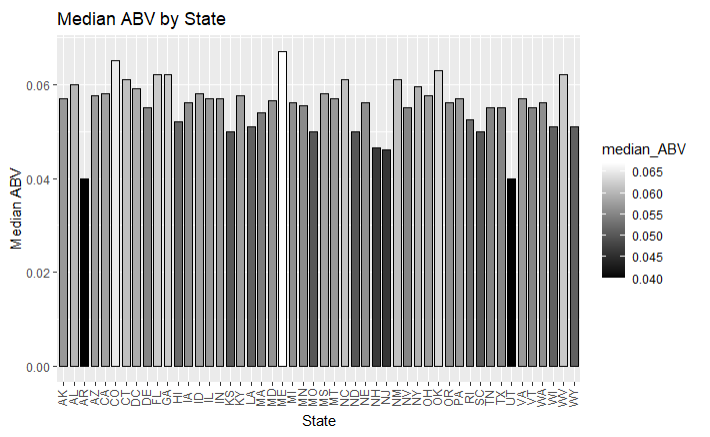 Median ABV by State
Median ABV
0.06
0.04
0.02
0.00
AK AL AR AZ CA CO CT DC DE FL GA HI IA ID IL IN KS KY LA MA MD ME MI MN MO MS MT NC ND NE NH NJ NM NV NY OH OK OR PA RI SC TN TX UT VA VT WA WI WV WY
State
median_ABV
0.065
0.060
0.055
0.050
0.045
0.040